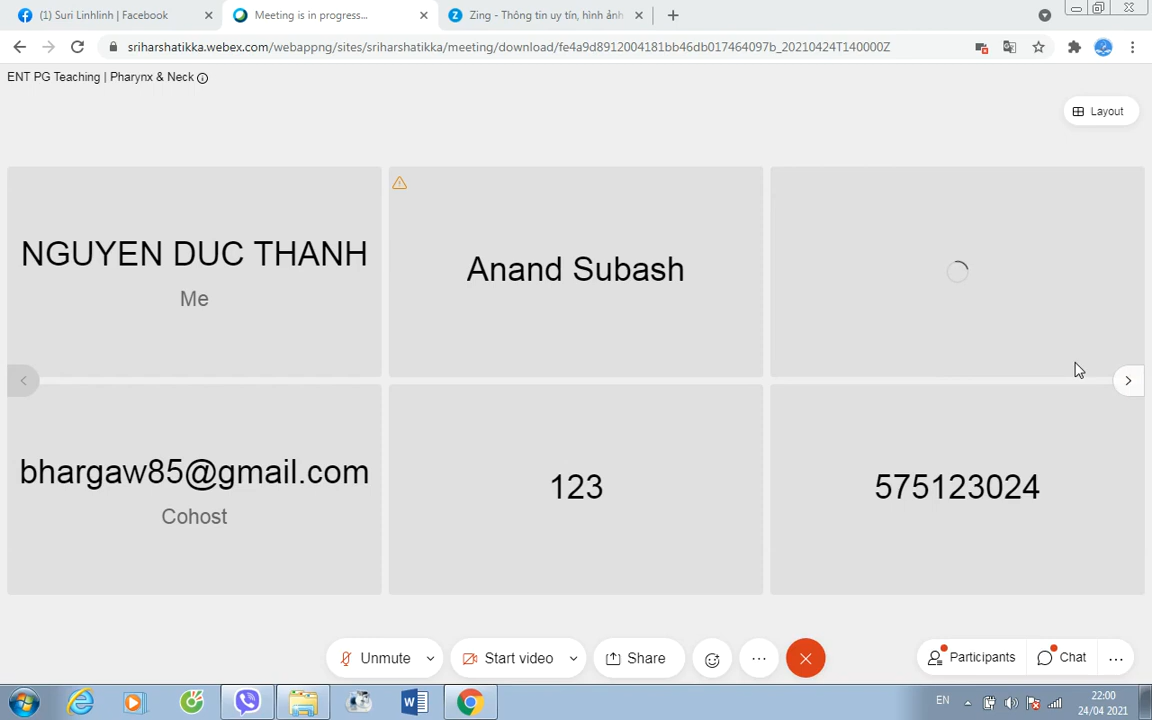 (1) Suri Linhlinh | Facebook
Meeting is in progress...
Zing - Thông tin uy tín, hình ảnh
sriharshatikka.webex.com/webappng/sites/sriharshatikka/meeting/download/fe4a9d8912004181bb46db017464097b_20210424T140000Z
ENT PG Teaching | Pharynx & Neck
Layout
NGUYEN DUC THANH
Me
Anand Subash
bhargaw85@gmail.com
Cohost
123
575123024
Unmute
Start video
Share
Participants
Chat
EN
22:00
24/04 2021